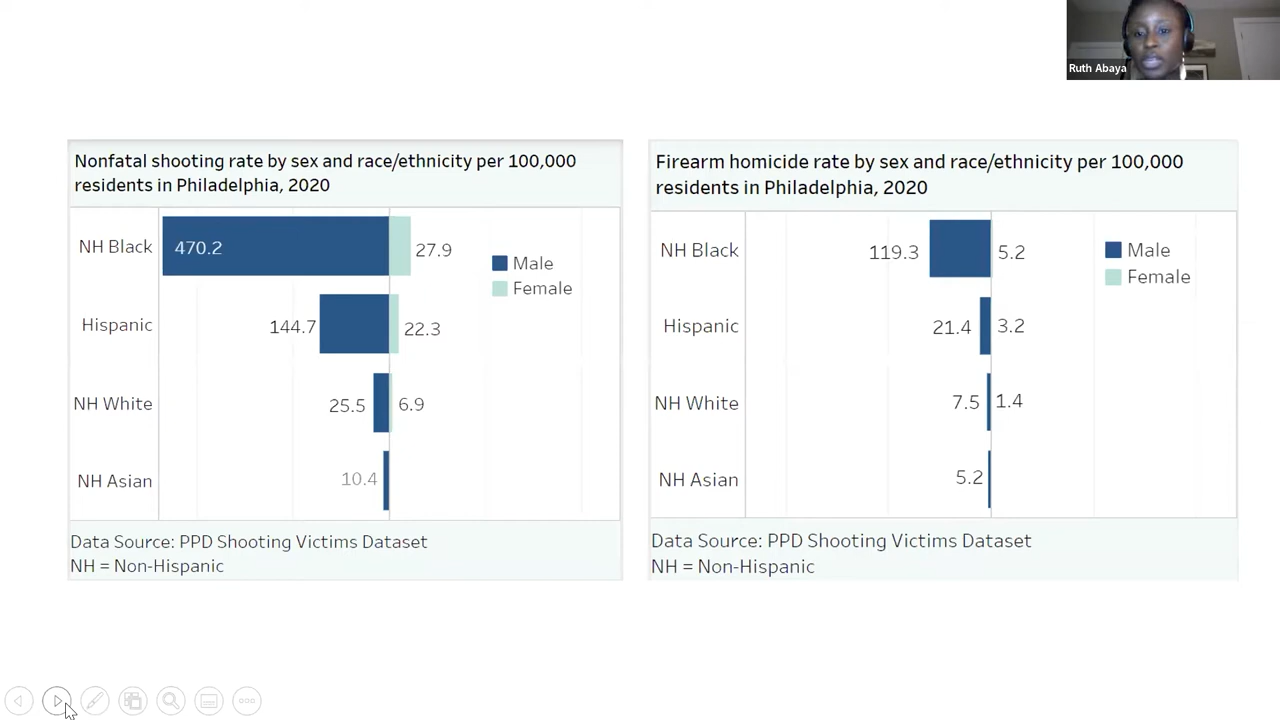 Ruth Abaya
Nonfatal shooting rate by sex and race/ethnicity per 100,000
residents in Philadelphia, 2020
NH Black
470.2
27.9
Male
Female
Hispanic
144.7
22.3
NH White
25.5
6.9
NH Asian
10.4
Data Source: PPD Shooting Victims Dataset
NH = Non-Hispanic
Firearm homicide rate by sex and race/ethnicity per 100,000
residents in Philadelphia, 2020
NH Black
119.3
5.2
Male
Female
Hispanic
21.4
3.2
NH White
7.5
1.4
NH Asian
5.2
Data Source: PPD Shooting Victims Dataset
NH = Non-Hispanic